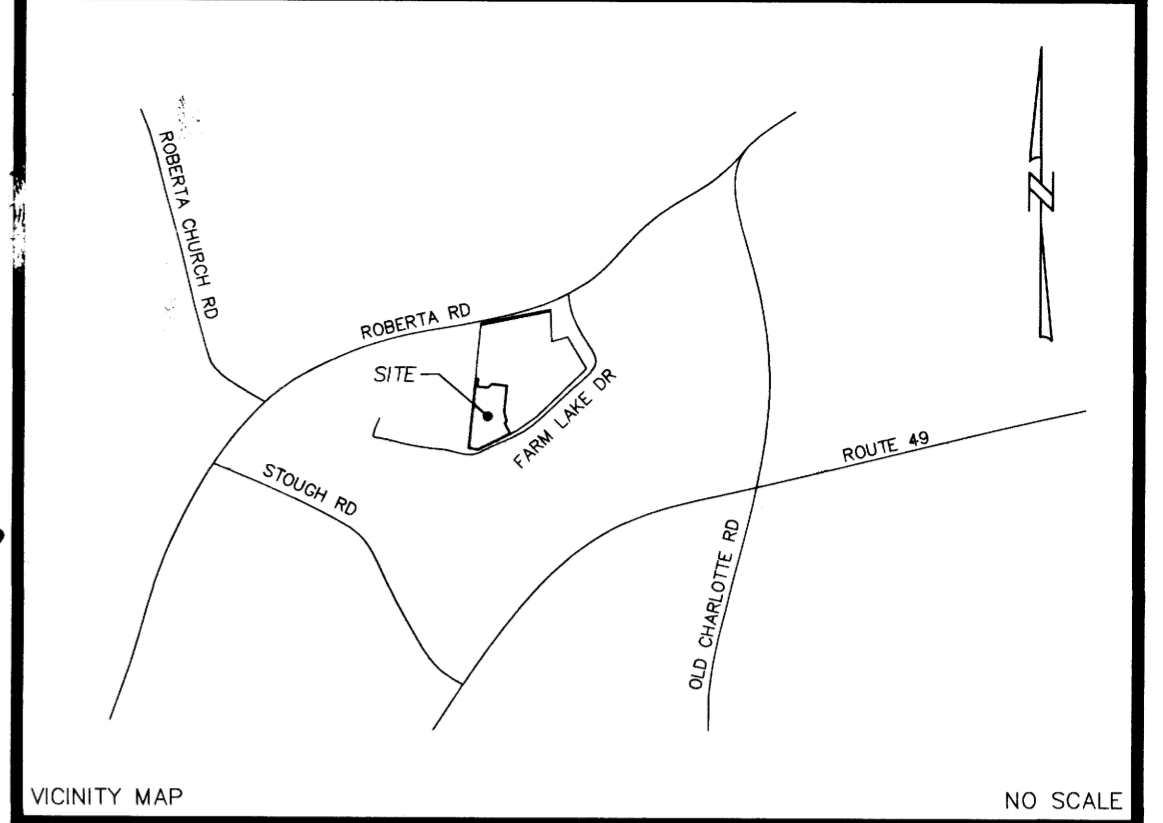 ROBERTA CHURCH RD
N
ROBERTA RD
SITE
FARM LAKE DR
ROUTE 49
STOUGH RD
OLD CHARLOTTE RD
VICINITY MAP
NO SCALE